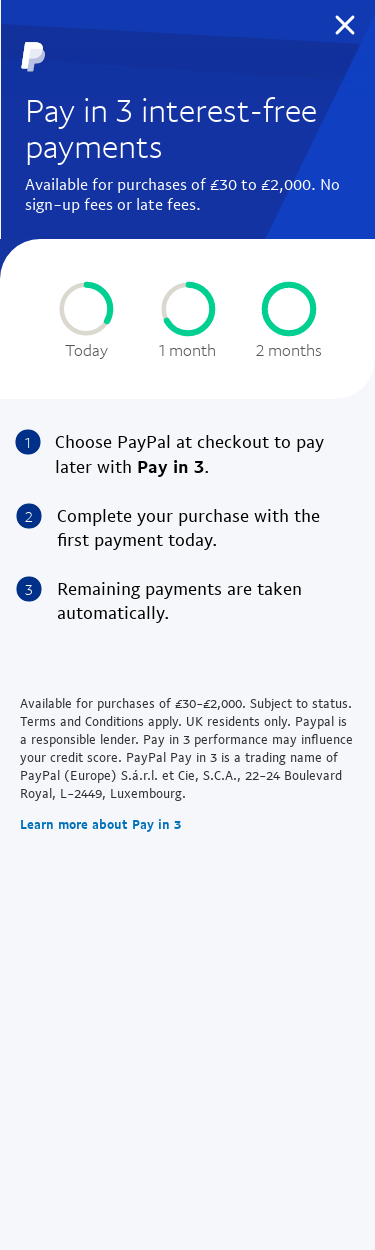 Pay in 3 interest-free
payments
Available for purchases of £30 to £2,000. No
sign-up fees or late fees.
Today
1 month
2 months
1
Choose PayPal at checkout to pay
later with Pay in 3.
2
Complete your purchase with the
first payment today.
3
Remaining payments are taken
automatically.
Available for purchases of £30-£2,000. Subject to status.
Terms and Conditions apply. UK residents only. Paypal is
a responsible lender. Pay in 3 performance may influence
your credit score. PayPal Pay in 3 is a trading name of
PayPal (Europe) S.á.r.l. et Cie, S.C.A., 22-24 Boulevard
Royal, L-2449, Luxembourg.
Learn more about Pay in 3